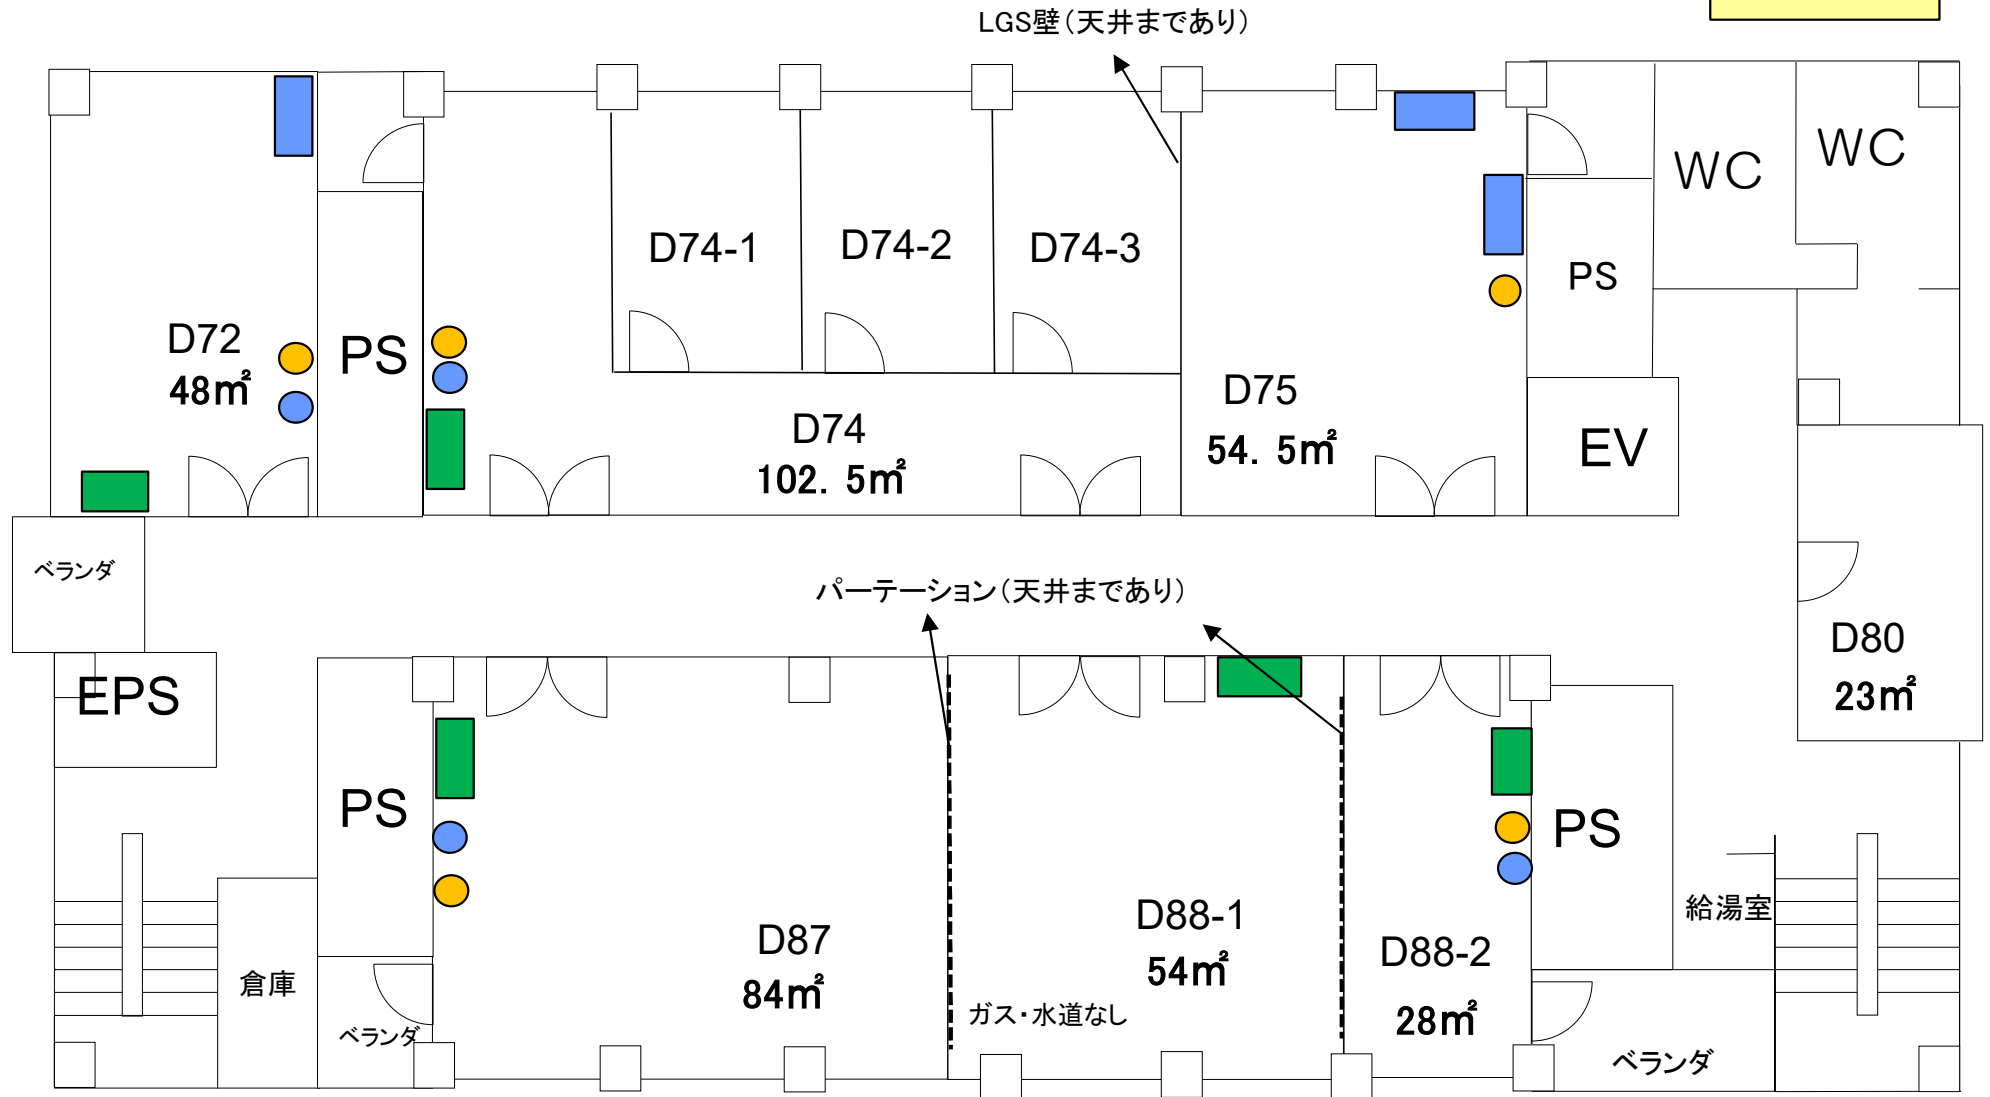 LGS壁（天井まであり）
WC
WC
D74-1
D74-2
D74-3
PS
D72
48㎡
PS
D75
54．5㎡
D74
102．5㎡
EV
ベランダ
パーテーション（天井まであり）
D80
23㎡
EPS
PS
PS
D87
84㎡
D88-1
54㎡
D88-2
28㎡
給湯室
倉庫
ガス・水道なし
ベランダ
ベランダ